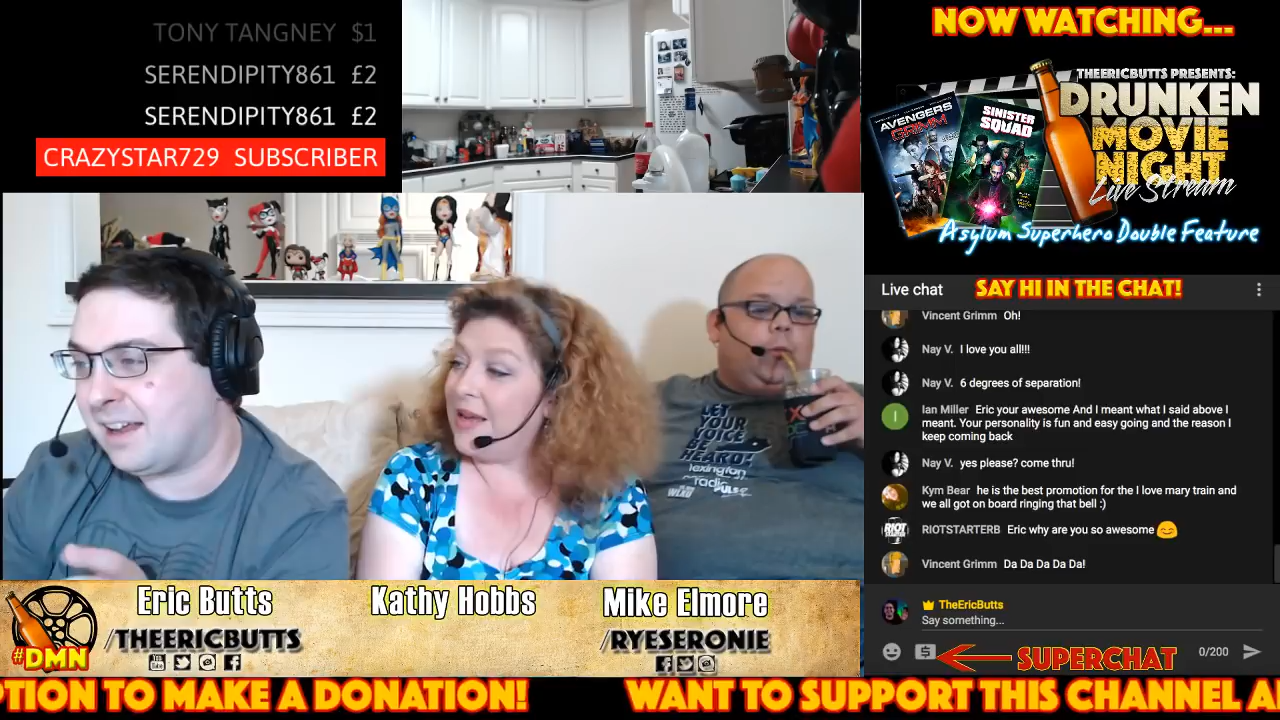 TONY TANGNEY $1
SERENDIPITY861 £2
SERENDIPITY861 £2
CRAZYSTAR729 SUBSCRIBER
NOW WATCHING...
THEERICBUTTS PRESENTS:
DRUNKEN
MOVIE
NIGHT
Live Stream
AVENGERS
GRIMM
SINISTER
SQUAD
Asylum Superhero Double Feature
Live chat
SAY HI IN THE CHAT!
Vincent Grimm Oh!
Nay V. I love you all!!!
Nay V. 6 degrees of separation!
Ian Miller Eric your awesome And I meant what I said above I
meant. Your personality is fun and easy going and the reason I
keep coming back
Nay V. yes please? come thru!
Kym Bear he is the best promotion for the I love mary train and
we all got on board ringing that bell :)
RIOTSTARTERB Eric why are you so awesome 😊
Vincent Grimm Da Da Da Da Da!
TheEricButts
Say something...
SUPERCHAT
0/200
LET
YOUR
VOICE
BE
HEARD!
lexington
radio
PULSE
WLXU
#DMN
Eric Butts
/THEERICBUTTS
Kathy Hobbs
Mike Elmore
/RYESERONIE
PTION TO MAKE A DONATION!
WANT TO SUPPORT THIS CHANNEL A